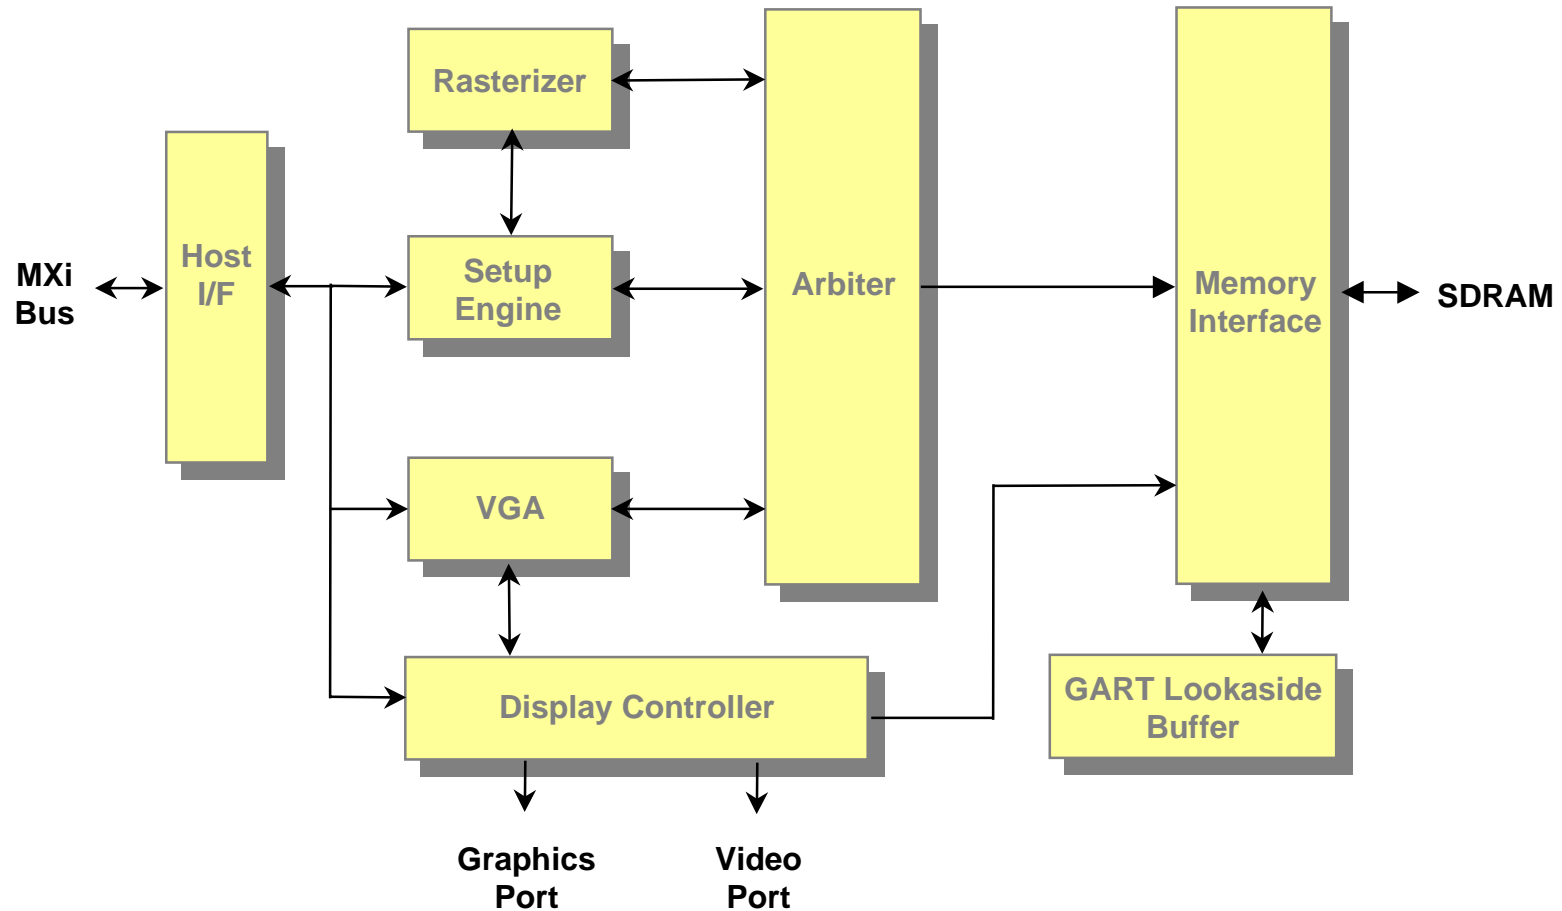 Rasterizer
Host
I/F
MXi
Bus
Setup
Engine
Arbiter
Memory
Interface
SDRAM
VGA
Display Controller
GART Lookaside
Buffer
Graphics
Port
Video
Port